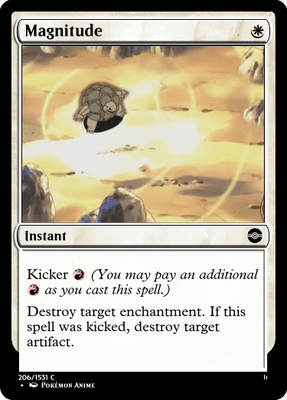 Magnitude
Instant
Kicker (You may pay an additional
as you cast this spell.)
Destroy target enchantment. If this
spell was kicked, destroy target
artifact.
206/1531 C
Pokémon Anime